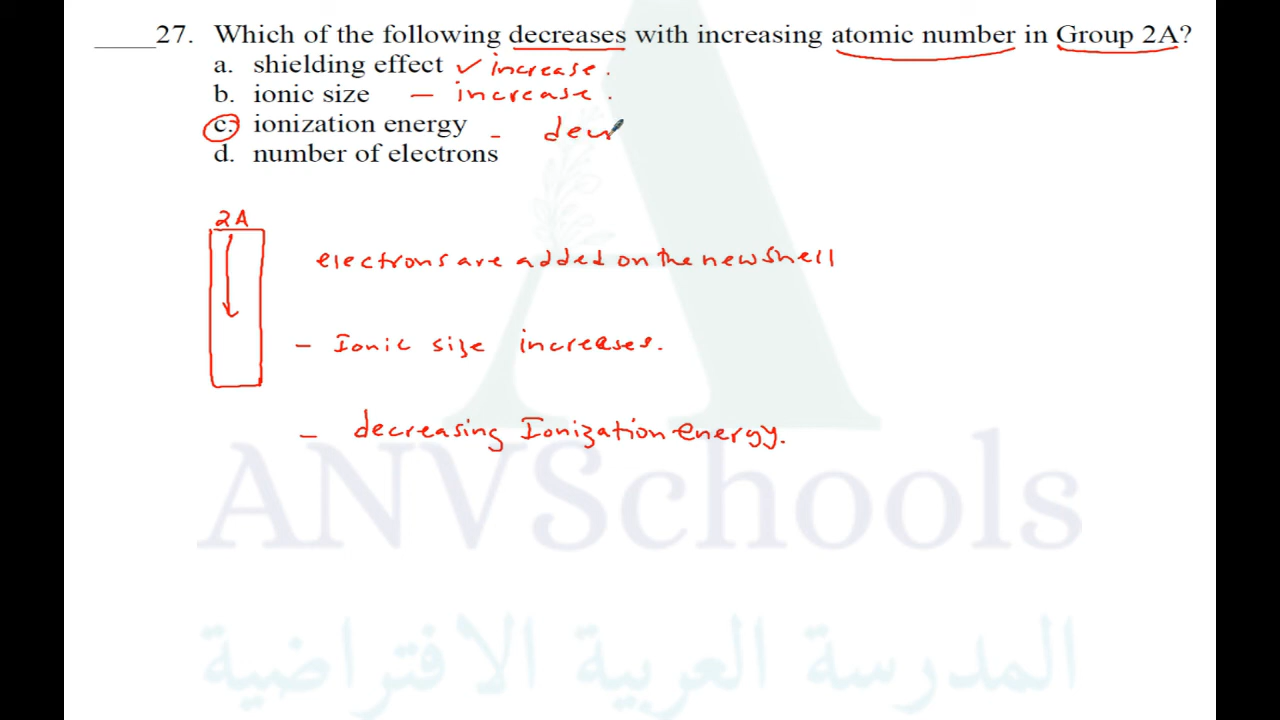 _____27. Which of the following decreases with increasing atomic number in Group 2A?
a. shielding effect ✓ increase.
b. ionic size – increase.
c. ionization energy -
d. number of electrons
2A
electrons are added on the new shell
– Ionic size increases.
– decreasing Ionization energy.
ANVSchools
المدرسة العربية الافتراضية